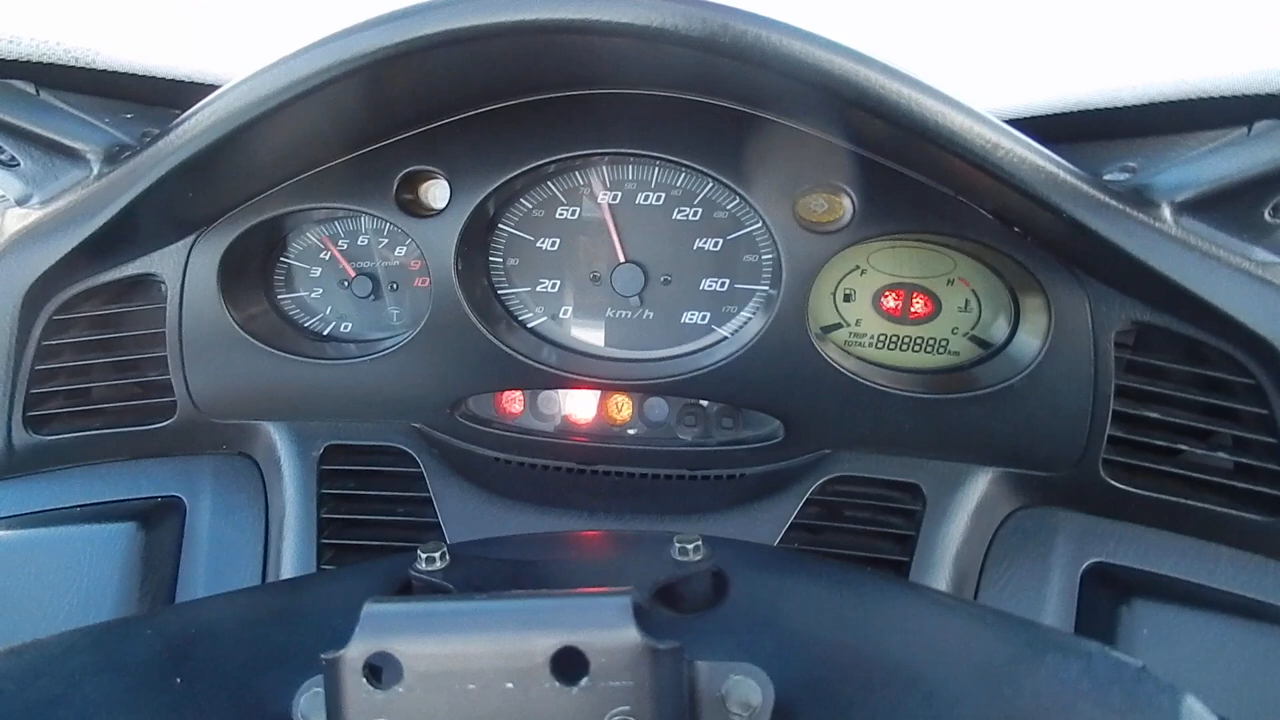 0 1 2 3 4 5 6 7 8 9 10
1000r/min
0 10 20 30 40 50 60 70 80 90 100 110 120 130 140 150 160 170 180
km/h
F
E
H
C
TRIP A
TOTAL B 888888 km